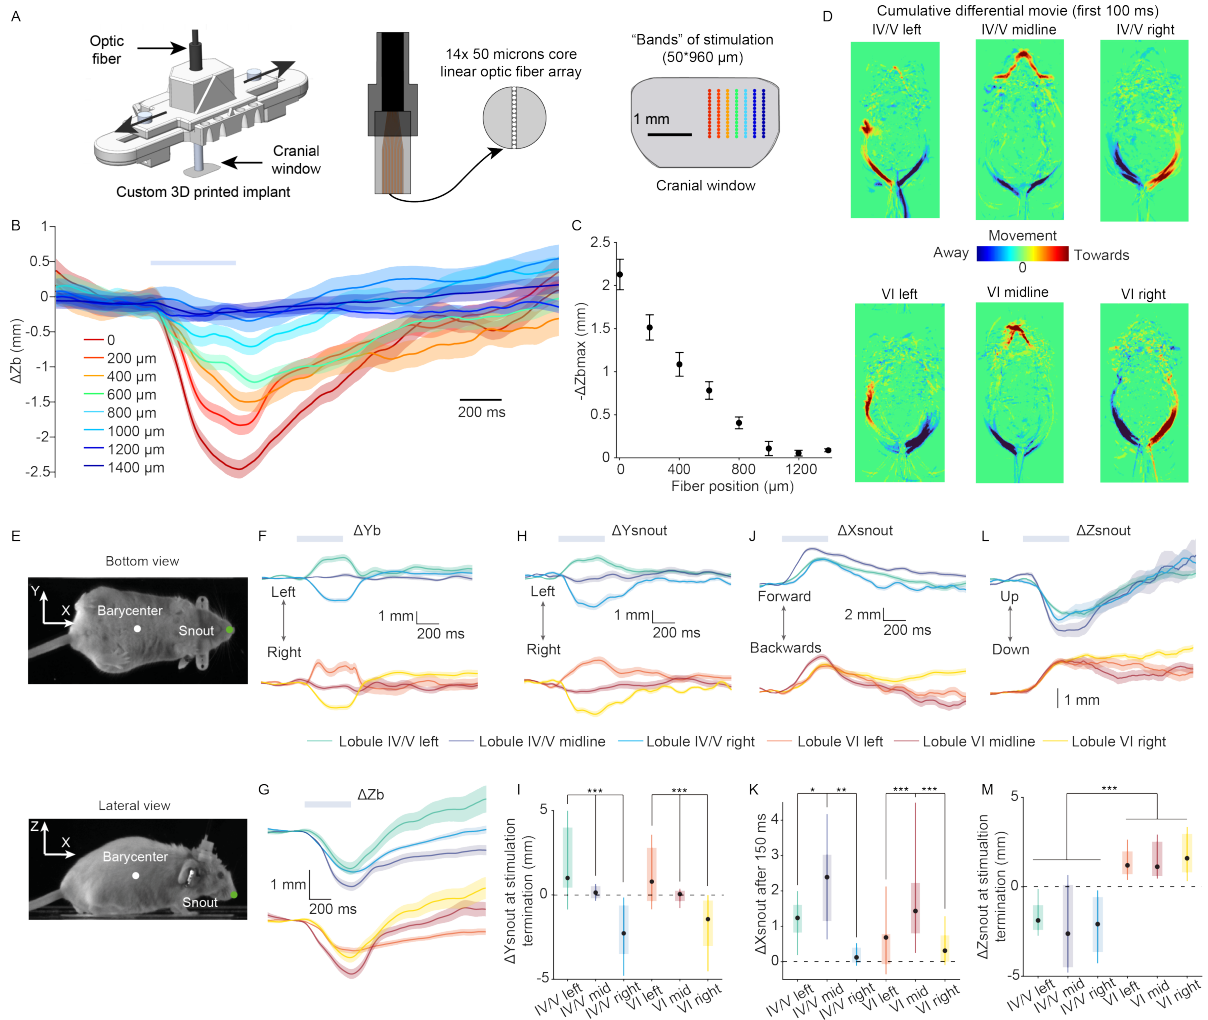 A
Optic
fiber
Cranial
window
Custom 3D printed implant
14x 50 microns core
linear optic fiber array
“Bands” of stimulation
(50*960 µm)
1 mm
Cranial window
D
Cumulative differential movie (first 100 ms)
IV/V left
IV/V midline
IV/V right
Movement
Away
Towards
0
VI left
VI midline
VI right
B
1
0.5
0
-0.5
-1
-1.5
-2
-2.5
ΔZb (mm)
0
200 µm
400 µm
600 µm
800 µm
1000 µm
1200 µm
1400 µm
200 ms
C
2.5
2
1.5
1
0.5
0
-ΔZbmax (mm)
0
400
800
1200
Fiber position (µm)
E
Bottom view
Y
X
Barycenter
Snout
F
ΔYb
Left
Right
1 mm
200 ms
H
ΔYsnout
Left
Right
1 mm
200 ms
J
ΔXsnout
Forward
Backwards
2 mm
200 ms
L
ΔZsnout
Up
Down
1 mm
Lobule IV/V left
Lobule IV/V midline
Lobule IV/V right
Lobule VI left
Lobule VI midline
Lobule VI right
Lateral view
Z
X
Barycenter
Snout
G
ΔZb
1 mm
200 ms
I
***
***
5
0
-5
ΔYsnout at stimulation
termination (mm)
IV/V left
IV/V mid
IV/V right
VI left
VI mid
VI right
K
*
**
***
***
4
3
2
1
0
ΔXsnout after 150 ms
IV/V left
IV/V mid
IV/V right
VI left
VI mid
VI right
M
***
5
0
-5
ΔZsnout at stimualtion
termination (mm)
IV/V left
IV/V mid
IV/V right
VI left
VI mid
VI right